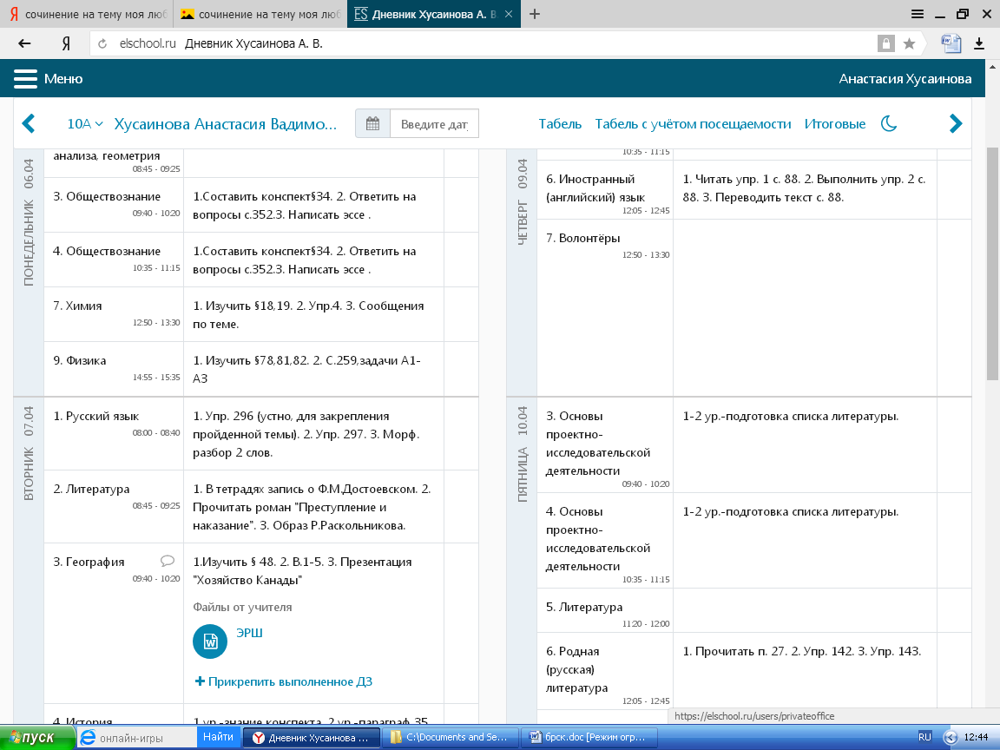 сочинение на тему моя люб
сочинение на тему моя люб
Дневник Хусаинова А. В
elschool.ru Дневник Хусаинова А. В.
Меню
Анастасия Хусаинова
10А Хусаинова Анастасия Вадимо...
Введите дат
Табель Табель с учётом посещаемости Итоговые
ПОНЕДЕЛЬНИК 06.04
анализа, геометрия
08:45 - 09:25
3. Обществознание
09:40 - 10:20
1.Составить конспект§34. 2. Ответить на
вопросы с.352.3. Написать эссе .
4. Обществознание
10:35 - 11:15
1.Составить конспект§34. 2. Ответить на
вопросы с.352.3. Написать эссе .
7. Химия
12:50 - 13:30
1. Изучить §18,19. 2. Упр.4. 3. Сообщения
по теме.
9. Физика
14:55 - 15:35
1. Изучить §78,81,82. 2. С.259,задачи А1-
А3
ВТОРНИК 07.04
1. Русский язык
08:00 - 08:40
1. Упр. 296 (устно, для закрепления
пройденной темы). 2. Упр. 297. 3. Морф.
разбор 2 слов.
2. Литература
08:45 - 09:25
1. В тетрадях запись о Ф.М.Достоевском. 2.
Прочитать роман "Преступление и
наказание". 3. Образ Р.Раскольникова.
3. География
09:40 - 10:20
1.Изучить § 48. 2. В.1-5. 3. Презентация
"Хозяйство Канады"
Файлы от учителя
ЭРШ
Прикрепить выполненное ДЗ
4. История
1 ур.-знание конспекта. 2 ур.-параграф 35
ЧЕТВЕРГ 09.04
10:35 - 11:15
6. Иностранный
(английский) язык
12:05 - 12:45
1. Читать упр. 1 с. 88. 2. Выполнить упр. 2 с.
88. 3. Переводить текст с. 88.
7. Волонтёры
12:50 - 13:30
ПЯТНИЦА 10.04
3. Основы
проектно-
исследовательской
деятельности
09:40 - 10:20
1-2 ур.-подготовка списка литературы.
4. Основы
проектно-
исследовательской
деятельности
10:35 - 11:15
1-2 ур.-подготовка списка литературы.
5. Литература
11:20 - 12:00
6. Родная
(русская)
литература
12:05 - 12:45
1. Прочитать п. 27. 2. Упр. 142. 3. Упр. 143.
https://elschool.ru/users/privateoffice
пуск
онлайн-игры
Найти
Дневник Хусаинова ...
C:\Documents and Se...
брск.doc [Режим огр...
RU
12:44